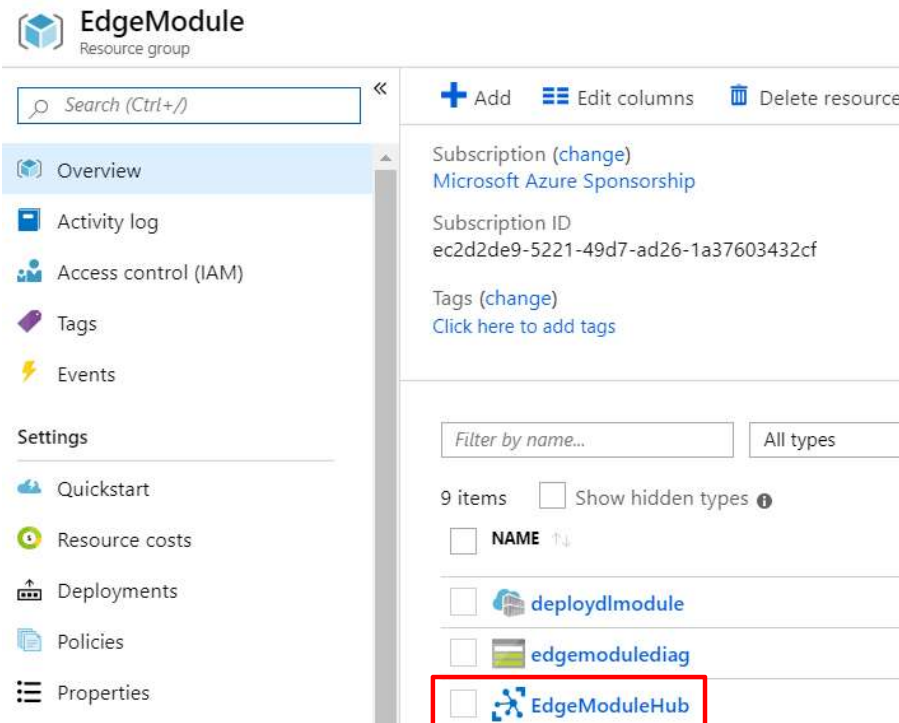 EdgeModule
Resource group
Search (Ctrl+/)
«
Overview
Activity log
Access control (IAM)
Tags
Events
Settings
Quickstart
Resource costs
Deployments
Policies
Properties
Add Edit columns Delete resource
Subscription (change)
Microsoft Azure Sponsorship
Subscription ID
ec2d2de9-5221-49d7-ad26-1a37603432cf
Tags (change)
Click here to add tags
Filter by name... All types
9 items Show hidden types
NAME ↑↓
deploydlmodule
edgemodulediag
EdgeModuleHub